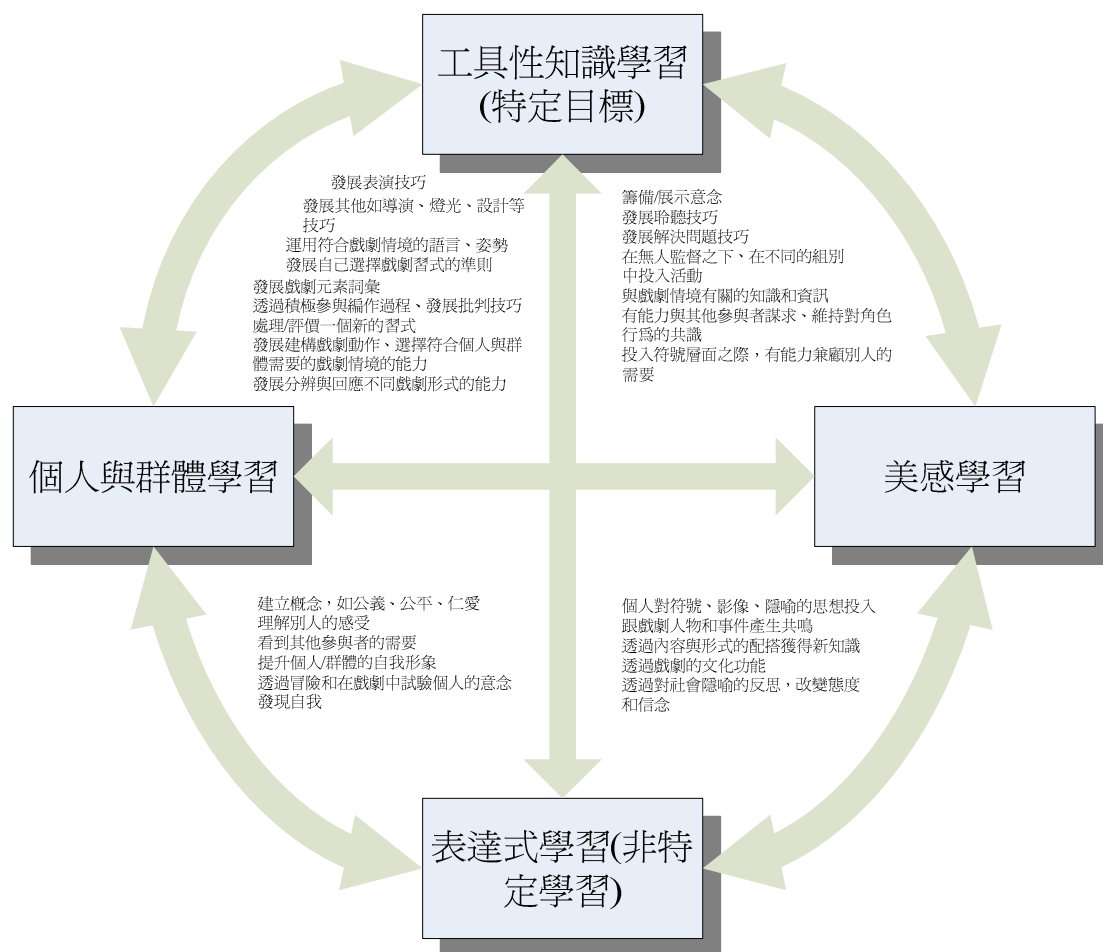 工具性知識學習
(特定目標)
發展表演技巧
發展其他如導演、燈光、設計等
技巧
運用符合戲劇情境的語言、姿勢
發展自己選擇戲劇習式的準則
發展戲劇元素詞彙
透過積極參與編作過程、發展批判技巧
處理/評價一個新的習式
發展建構戲劇動作、選擇符合個人與群
體需要的戲劇情境的能力
發展分辨與回應不同戲劇形式的能力
籌備/展示意念
發展聆聽技巧
發展解決問題技巧
在無人監督之下、在不同的組別
中投入活動
與戲劇情境有關的知識和資訊
有能力與其他參與者謀求、維持對角色
行為的共識
投入符號層面之際，有能力兼顧別人的
需要
個人與群體學習
美感學習
建立概念，如公義、公平、仁愛
理解別人的感受
看到其他參與者的需要
提升個人/群體的自我形象
透過冒險和在戲劇中試驗個人的意念
發現自我
個人對符號、影像、隱喻的思想投入
跟戲劇人物和事件產生共鳴
透過內容與形式的配搭獲得新知識
透過戲劇的文化功能
透過對社會隱喻的反思，改變態度
和信念
表達式學習(非特
定學習)